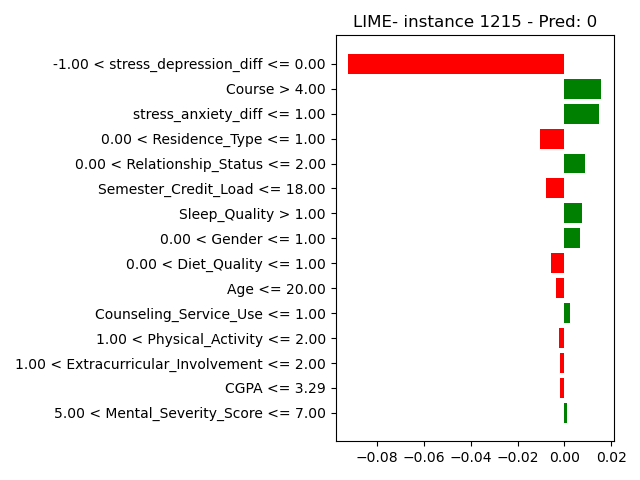 LIME- instance 1215 - Pred: 0
-1.00 < stress_depression_diff <= 0.00
Course > 4.00
stress_anxiety_diff <= 1.00
0.00 < Residence_Type <= 1.00
0.00 < Relationship_Status <= 2.00
Semester_Credit_Load <= 18.00
Sleep_Quality > 1.00
0.00 < Gender <= 1.00
0.00 < Diet_Quality <= 1.00
Age <= 20.00
Counseling_Service_Use <= 1.00
1.00 < Physical_Activity <= 2.00
1.00 < Extracurricular_Involvement <= 2.00
CGPA <= 3.29
5.00 < Mental_Severity_Score <= 7.00
−0.08 −0.06 −0.04 −0.02 0.00 0.02